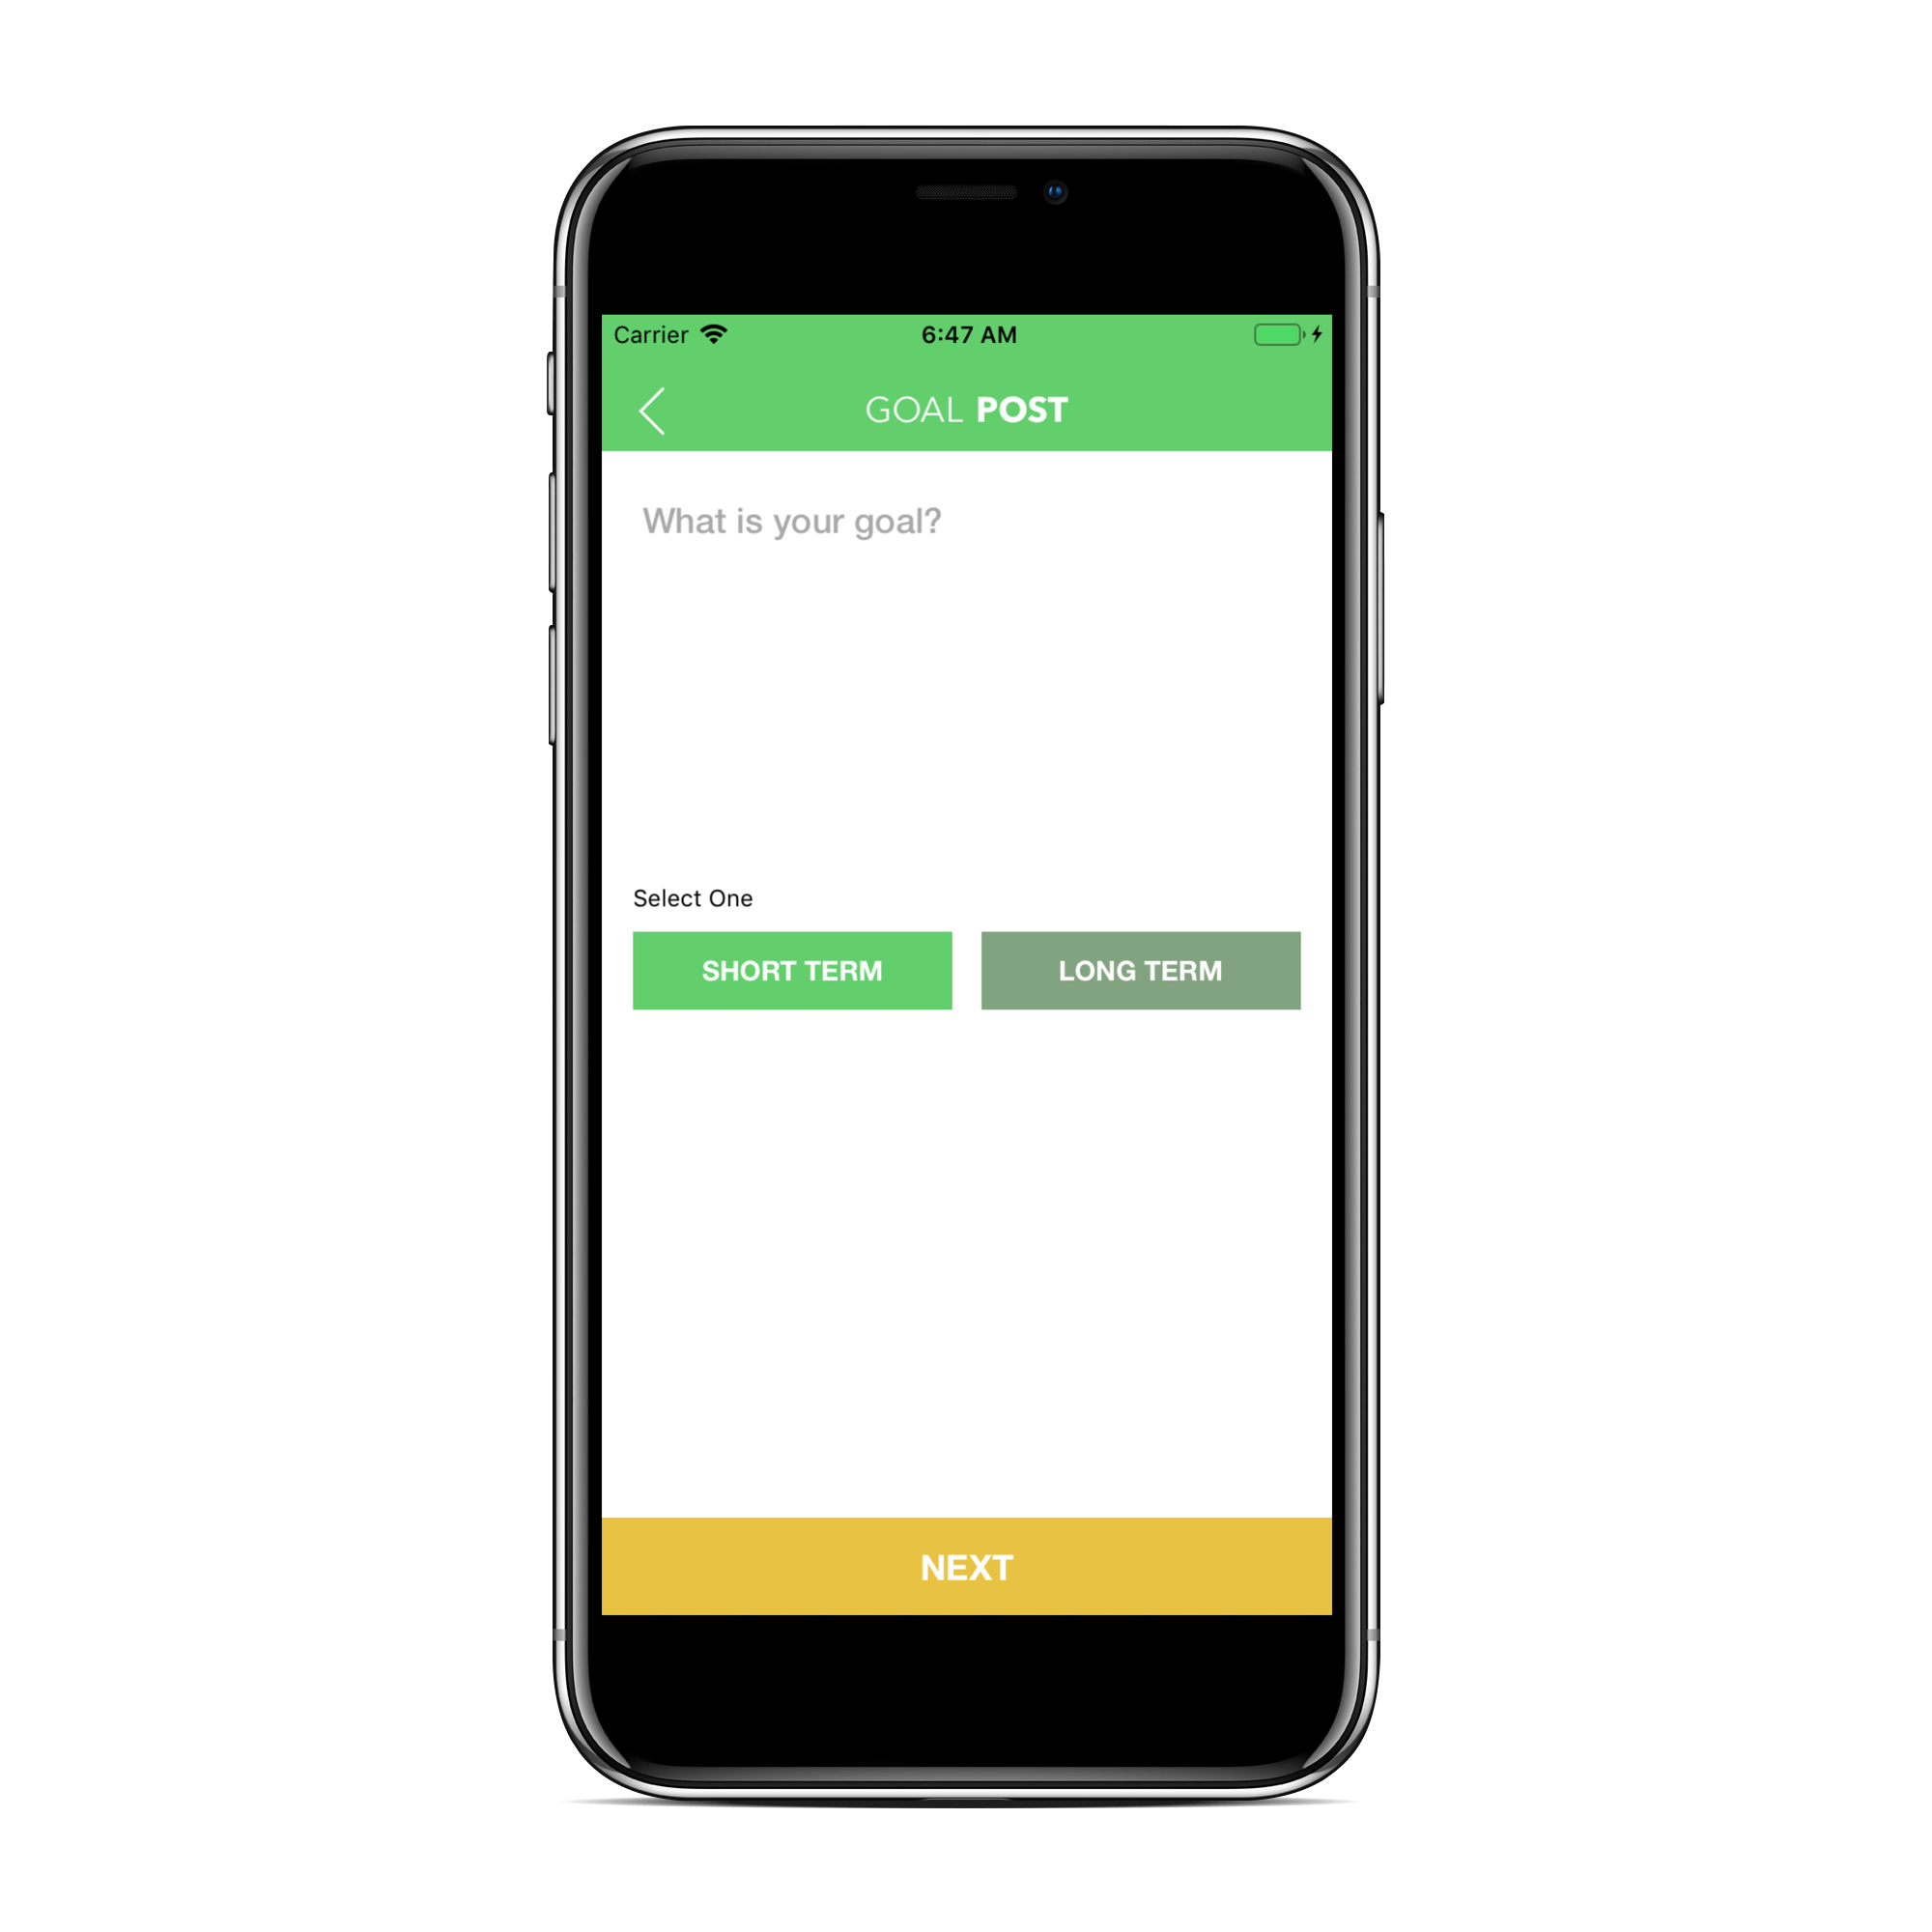 Carrier 6:47 AM
GOAL POST
What is your goal?
Select One
SHORT TERM LONG TERM
NEXT